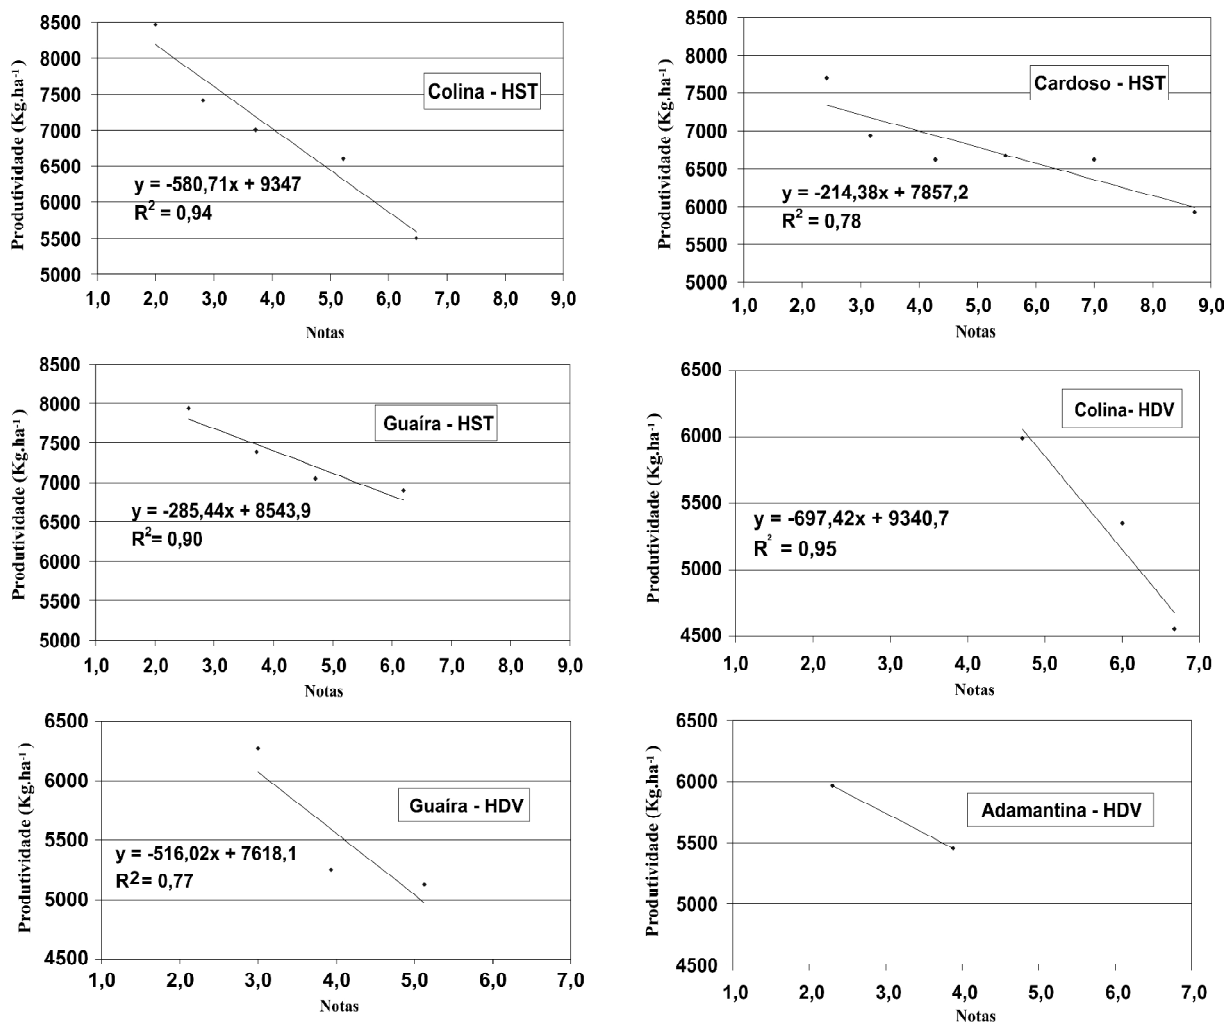 8500
8000
7500
7000
6500
6000
5500
5000
Produtividade (Kg.ha⁻¹)
Colina - HST
y = -580,71x + 9347
R² = 0,94
1,0 2,0 3,0 4,0 5,0 6,0 7,0 8,0 9,0
Notas
8500
8000
7500
7000
6500
6000
5500
5000
Produtividade (Kg.ha⁻¹)
Cardoso - HST
y = -214,38x + 7857,2
R² = 0,78
1,0 2,0 3,0 4,0 5,0 6,0 7,0 8,0 9,0
Notas
8500
8000
7500
7000
6500
6000
5500
5000
Produtividade (Kg.ha⁻¹)
Guaíra - HST
y = -285,44x + 8543,9
R²= 0,90
1,0 2,0 3,0 4,0 5,0 6,0 7,0 8,0 9,0
Notas
6500
6000
5500
5000
4500
Produtividade (Kg.ha⁻¹)
Colina- HDV
y = -697,42x + 9340,7
R² = 0,95
1,0 2,0 3,0 4,0 5,0 6,0 7,0
Notas
6500
6000
5500
5000
4500
Produtividade (Kg.ha⁻¹)
Guaíra - HDV
y = -516,02x + 7618,1
R2 = 0,77
1,0 2,0 3,0 4,0 5,0 6,0 7,0
Notas
6500
6000
5500
5000
4500
Produtividade (Kg.ha⁻¹)
Adamantina - HDV
1,0 2,0 3,0 4,0 5,0 6,0 7,0
Notas